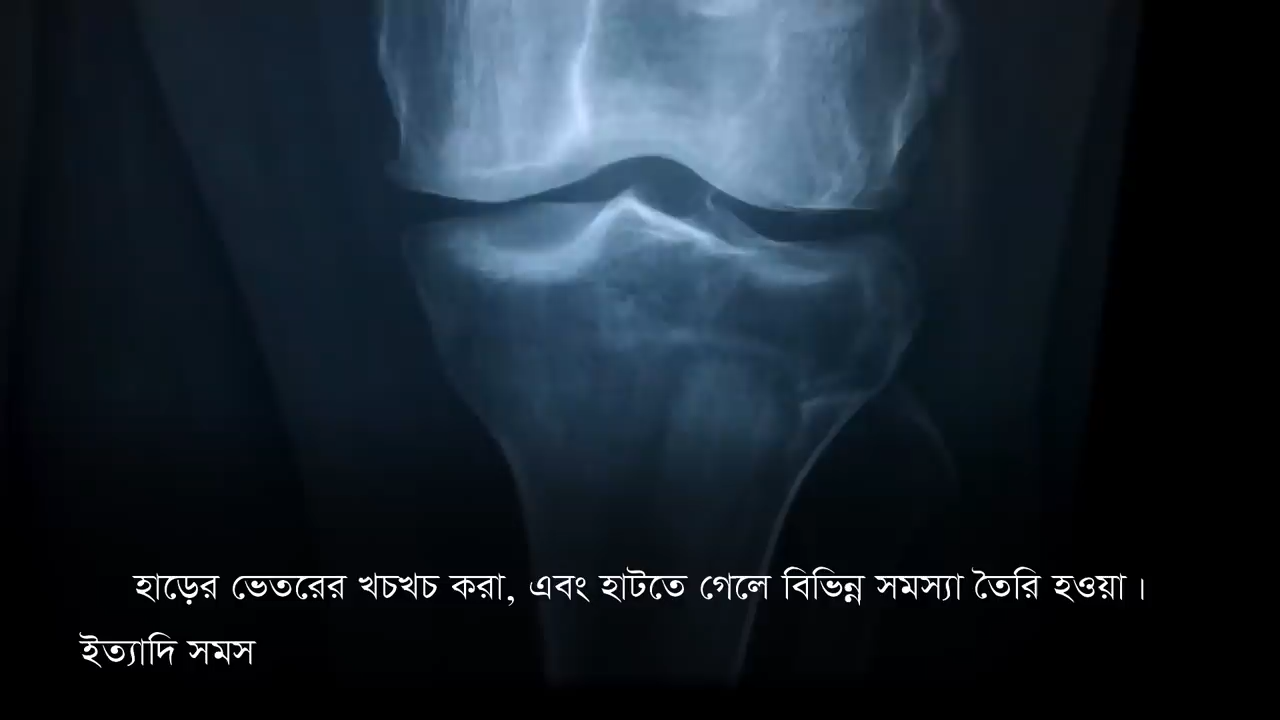 হাড়ের ভেতরের খচখচ করা, এবং হাটতে গেলে বিভিন্ন সমস্যা তৈরি হওয়া।
ইত্যাদি সমস